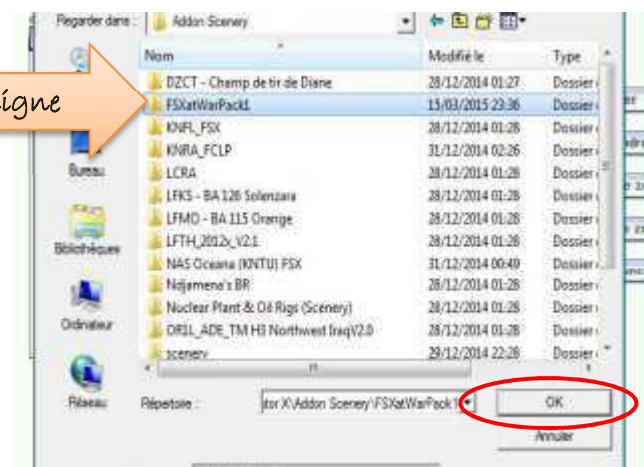 Regarder dans : Addon Scenery
Nom Modifié le Type
DZCT - Champ de tir de Diane 28/12/2014 01:27 Dossier
FSXatWarPack1 15/03/2015 23:36 Dossier
igne
KNFL_FSX 28/12/2014 01:28 Dossier
KNRA_FCLP 31/12/2014 02:26 Dossier
Bureau
LCRA 28/12/2014 01:28 Dossier
LFKS - BA 126 Solenzara 28/12/2014 01:28 Dossier
LFMO - BA 115 Orange 28/12/2014 01:28 Dossier
LFTH_2012x_V2.1 28/12/2014 01:28 Dossier
Bibliothèques
NAS Oceana (KNTU) FSX 31/12/2014 00:49 Dossier
Ndjamena's BR 28/12/2014 01:28 Dossier
Nuclear Plant & Oil Rigs (Scenery) 28/12/2014 01:28 Dossier
Ordinateur
ORIL_ADE_TM H3 Northwest IraqV2.0 28/12/2014 01:28 Dossier
scenery 29/12/2014 22:28 Dossier
Réseau
Répertoire : itor X\Addon Scenery\FSXatWarPack1 OK
Annuler